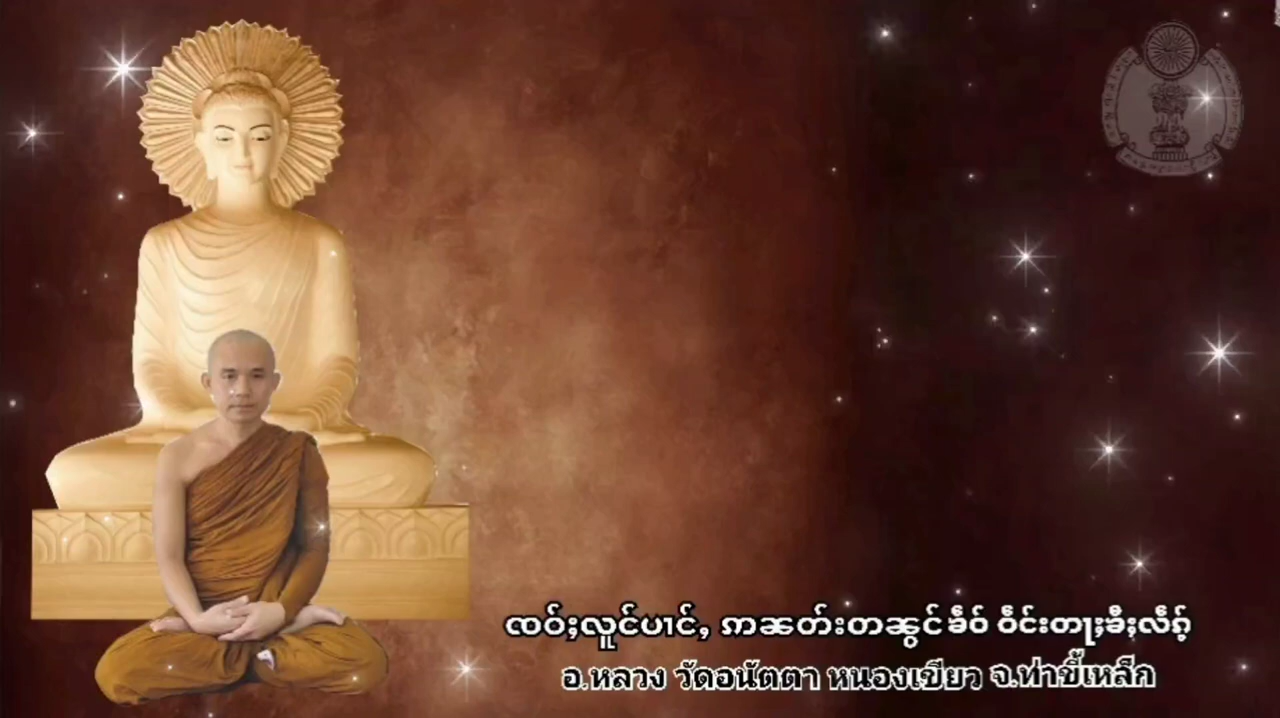 ၸဝ်ႈလူင်ပၢင်ႇ ဢၼတ်းတၼွင်ၶဵဝ် ဝဵင်းတႃႈၶီႈလဵၵ်ႉ
อ.หลวง วัดอนัตตา หนองเขียว จ.ท่าขี้เหล็ก